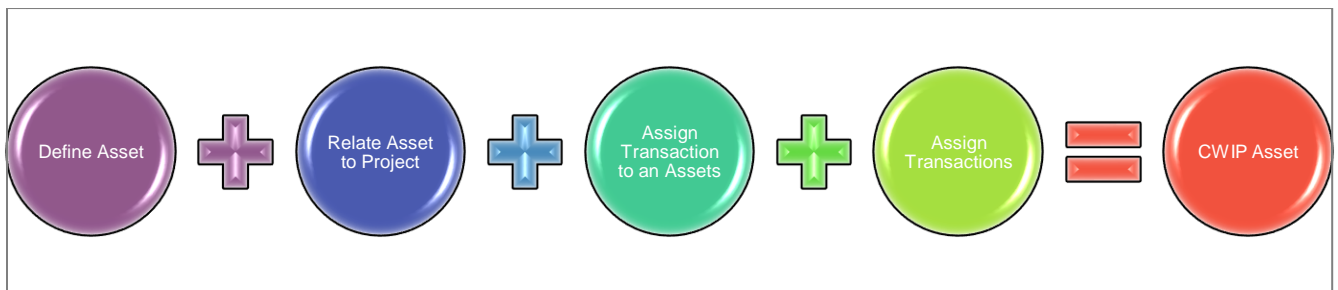 Define Asset
Relate Asset
to Project
Assign
Transaction
to an Assets
Assign
Transactions
CWIP Asset